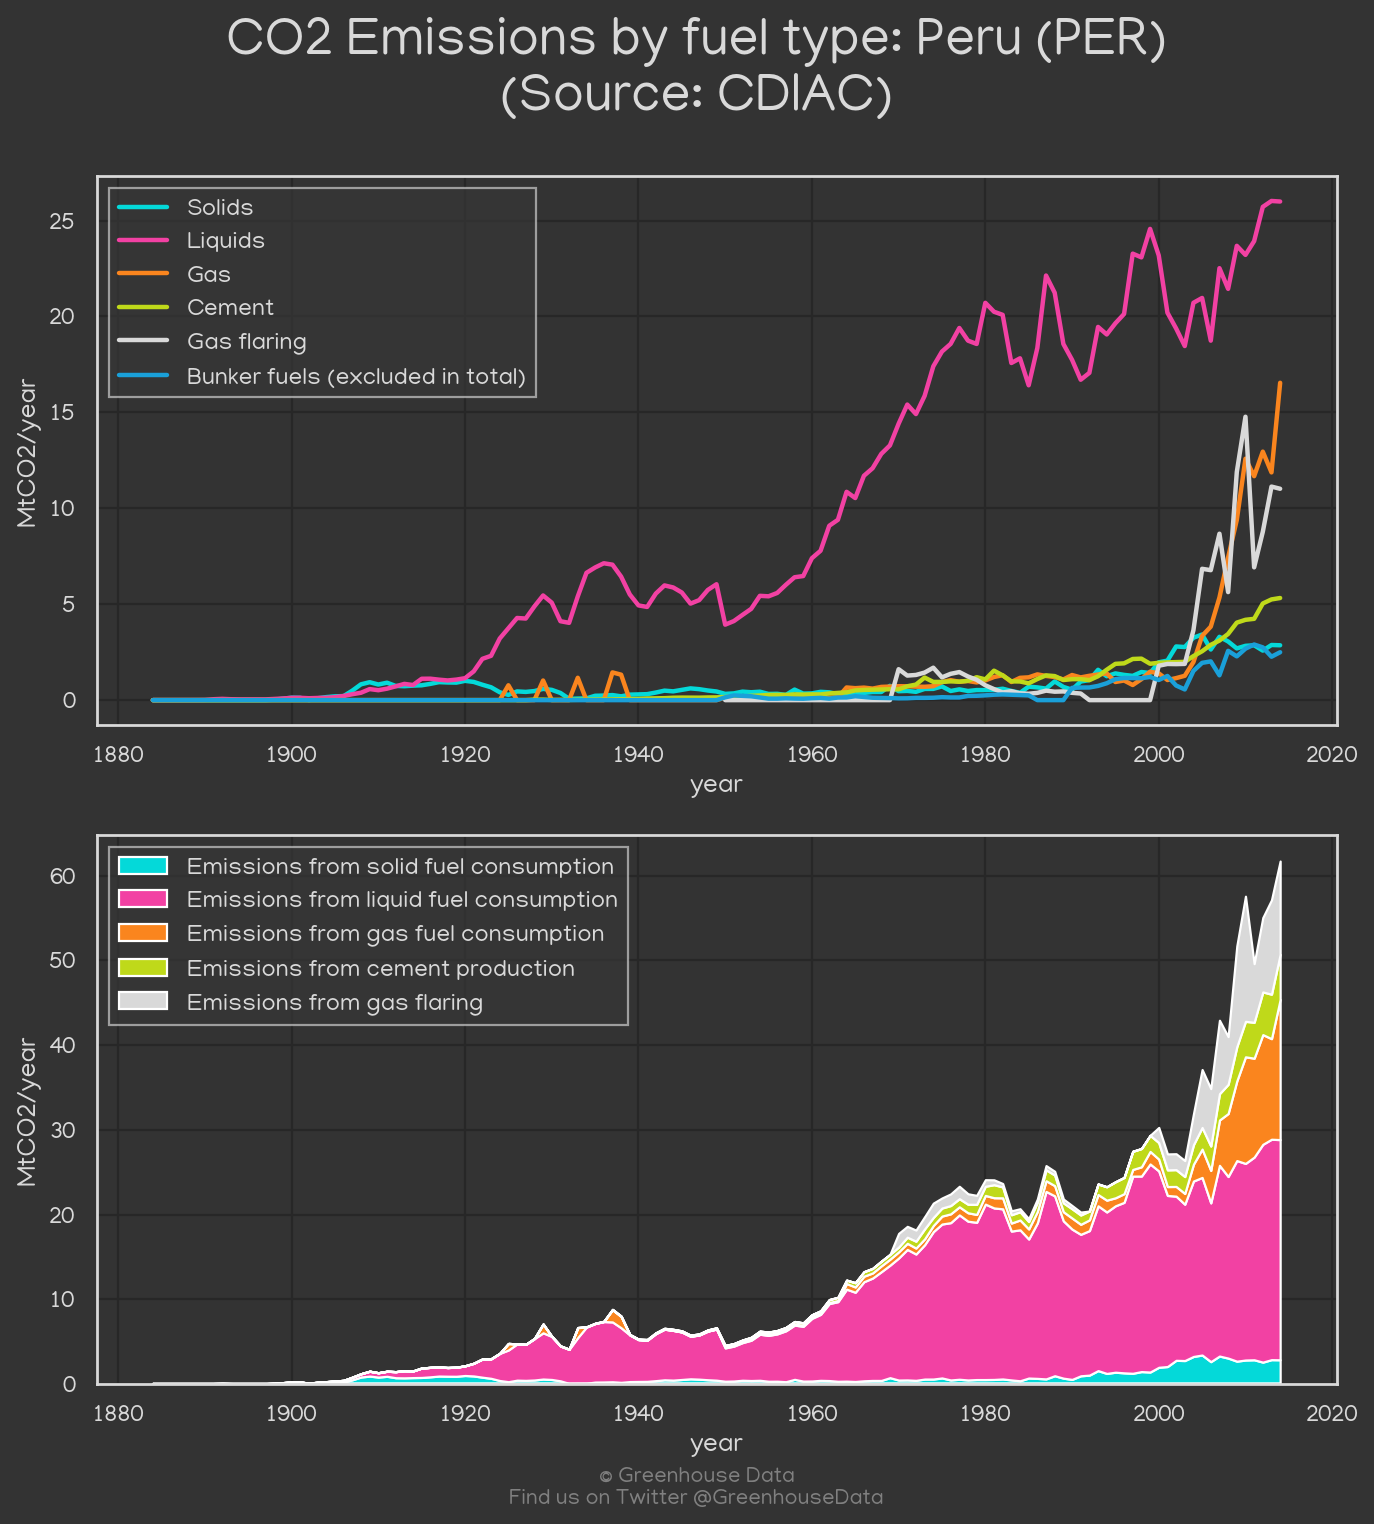 CO2 Emissions by fuel type: Peru (PER)
(Source: CDIAC)
Solids
Liquids
Gas
Cement
Gas flaring
Bunker fuels (excluded in total)
25
20
15
10
5
0
MtCO2/year
1880 1900 1920 1940 1960 1980 2000 2020
year
Emissions from solid fuel consumption
Emissions from liquid fuel consumption
Emissions from gas fuel consumption
Emissions from cement production
Emissions from gas flaring
60
50
40
30
20
10
0
MtCO2/year
1880 1900 1920 1940 1960 1980 2000 2020
year
© Greenhouse Data
Find us on Twitter @GreenhouseData